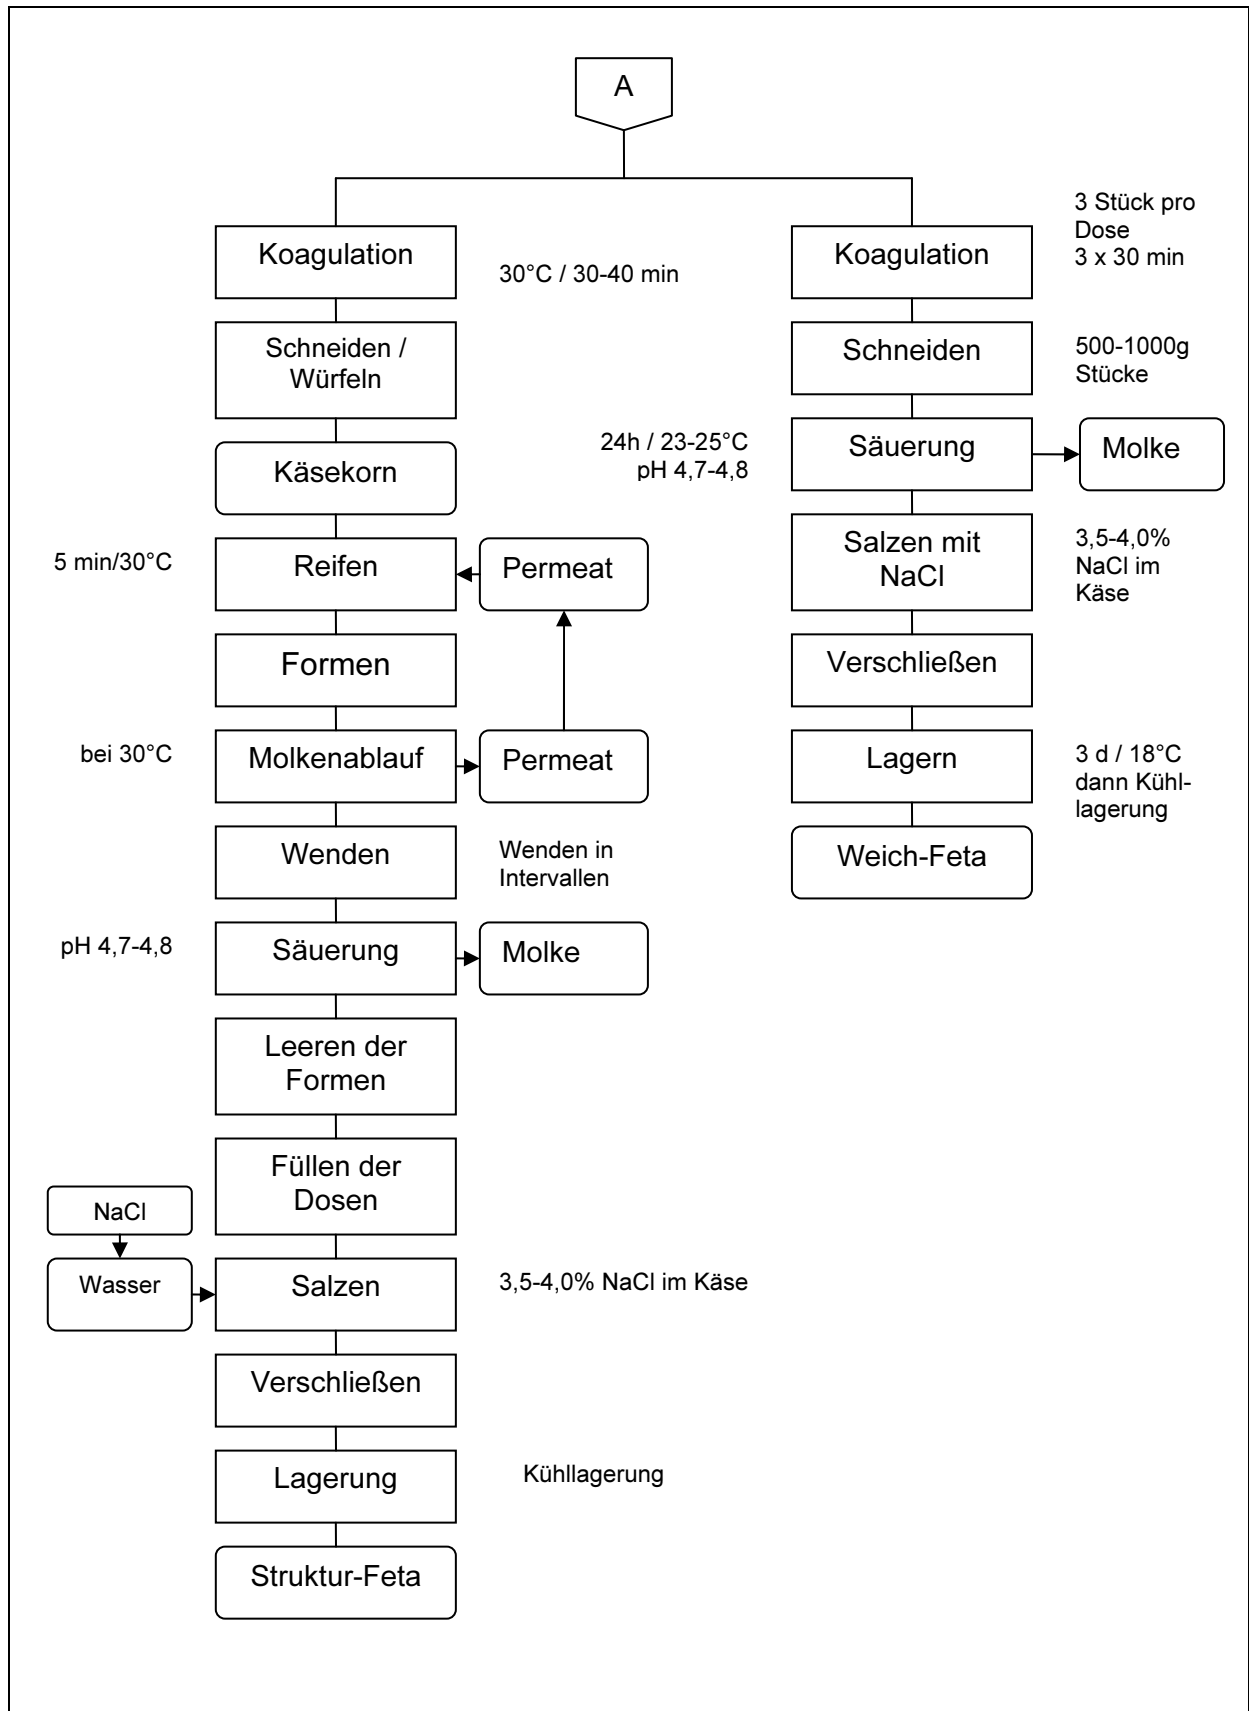 A
Koagulation
30°C / 30-40 min
Schneiden /
Würfeln
Käsekorn
5 min/30°C
Reifen
Permeat
Formen
bei 30°C
Molkenablauf
Permeat
Wenden
Wenden in
Intervallen
pH 4,7-4,8
Säuerung
Molke
Leeren der
Formen
Füllen der
Dosen
NaCl
Wasser
Salzen
3,5-4,0% NaCl im Käse
Verschließen
Lagerung
Kühllagerung
Struktur-Feta
Koagulation
3 Stück pro
Dose
3 x 30 min
Schneiden
500-1000g
Stücke
24h / 23-25°C
pH 4,7-4,8
Säuerung
Molke
Salzen mit
NaCl
3,5-4,0%
NaCl im
Käse
Verschließen
Lagern
3 d / 18°C
dann Kühl-
lagerung
Weich-Feta